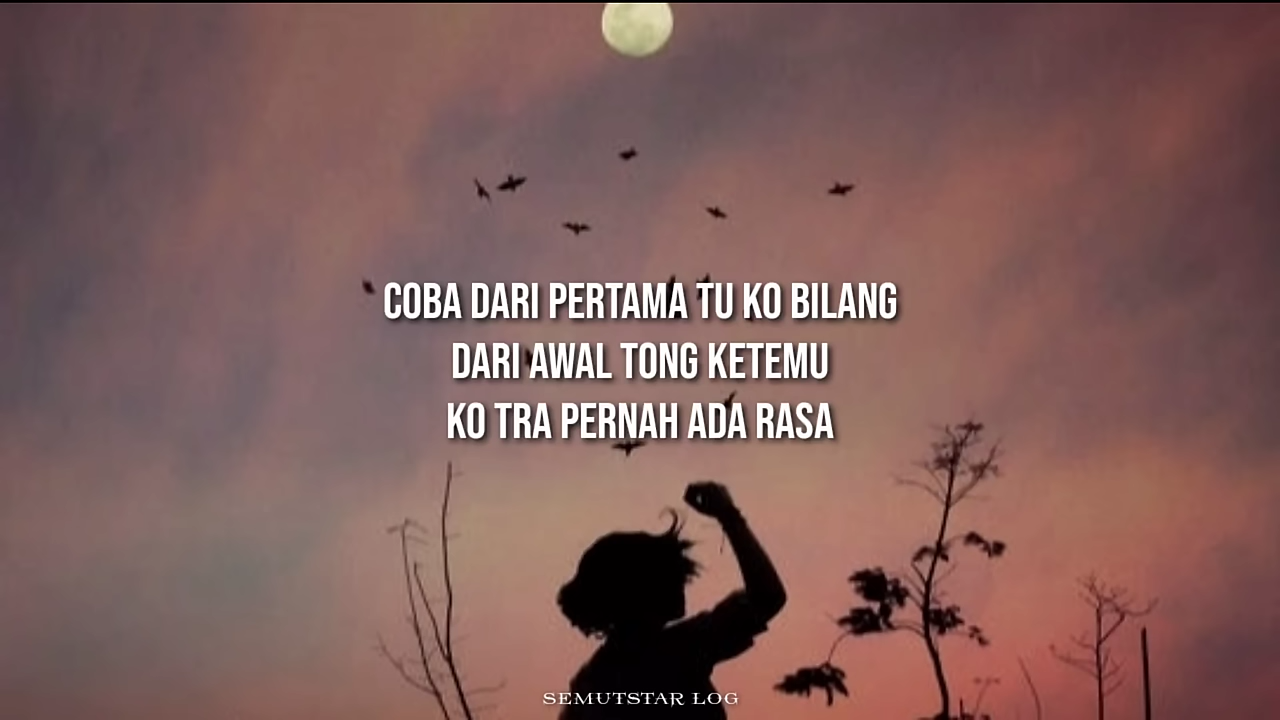 COBA DARI PERTAMA TU KO BILANG
DARI AWAL TONG KETEMU
KO TRA PERNAH ADA RASA
SEMUTSTAR LOG